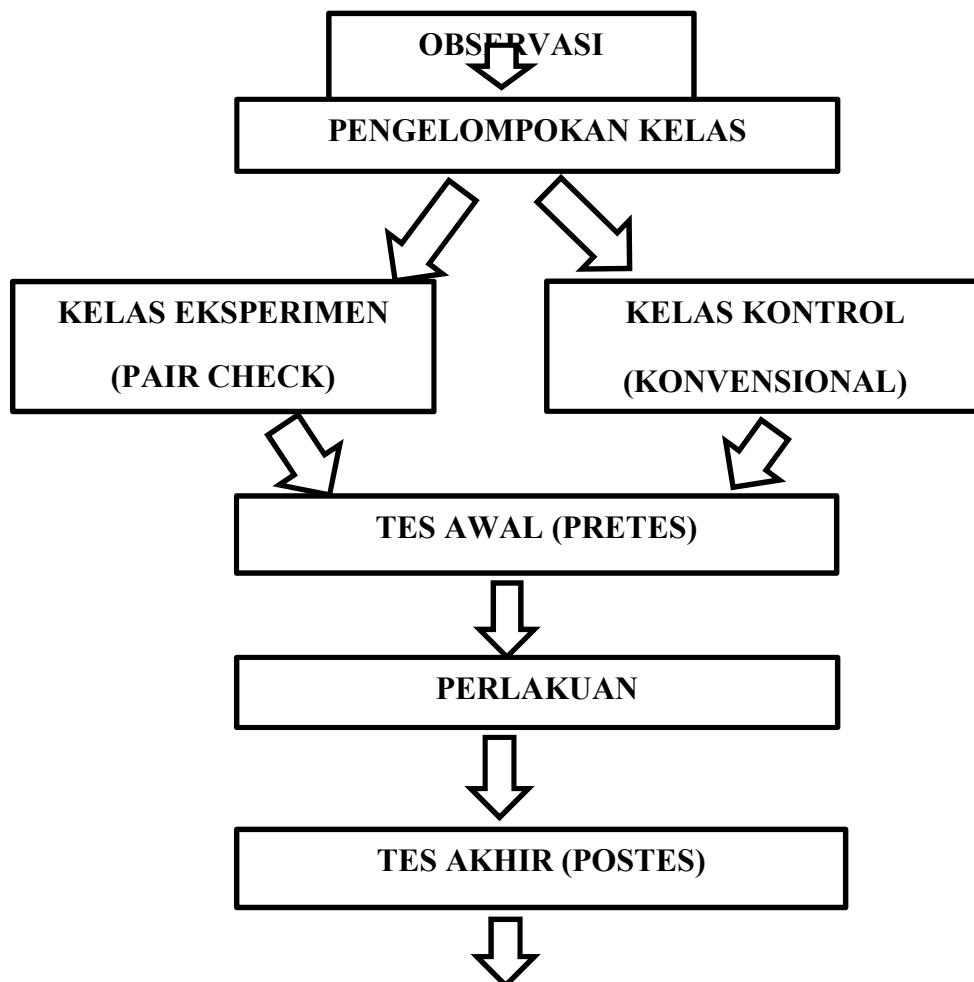 OBSERVASI
PENGELOMPOKAN KELAS
KELAS EKSPERIMEN
(PAIR CHECK)
KELAS KONTROL
(KONVENSIONAL)
TES AWAL (PRETES)
PERLAKUAN
TES AKHIR (POSTES)